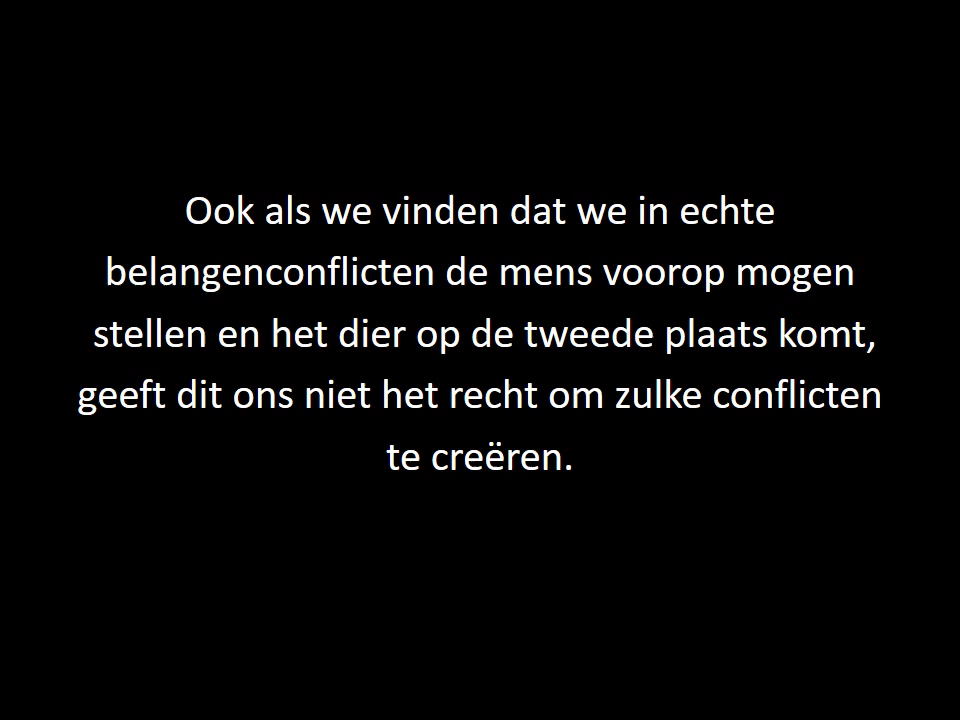 Ook als we vinden dat we in echte
belangenconflicten de mens voorop mogen
stellen en het dier op de tweede plaats komt,
geeft dit ons niet het recht om zulke conflicten
te creëren.